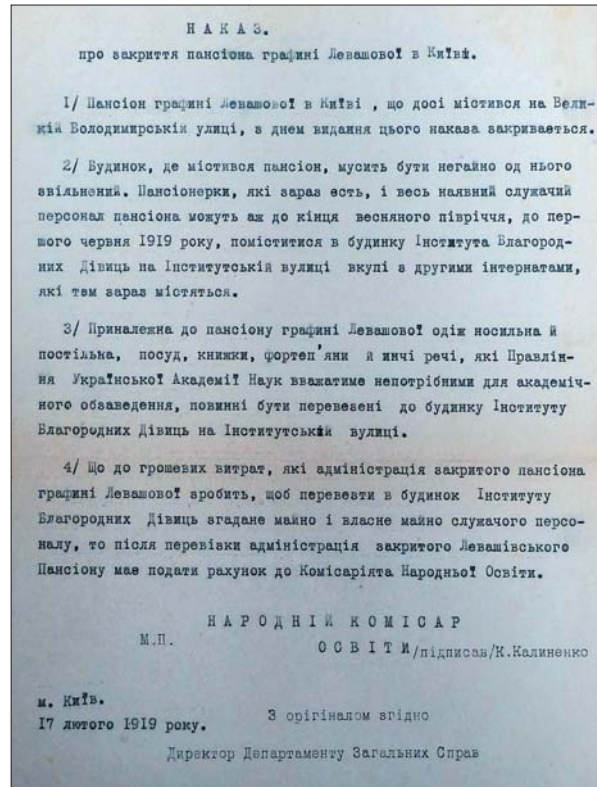 Н А К А З.
про закриття пансіона графині Левашової в Київі.
1/ Пансіон графині Левашової в Київі , що досі містився на Вели-
кій Володимирській улиці, з днем видання цього наказа закривається.
2/ Будинок, де містився пансіон, мусить бути негайно од нього
звільнений. Пансіонерки, які зараз есть, і весь наявний служачий
персонал пансіона можуть аж до кінця весняного півріччя, до пер-
шого червня 1919 року, поміститися в будинку Інститута Благород-
них Дівиць на Інститутській вулиці вкупі з другими інтернатами,
які там зараз містяться.
3/ Приналежна до пансіону графині Левашової одіж носильна й
постільна, посуд, книжки, фортеп'яни й инчі речі, які Правлін-
ня Української Академії Наук вважатиме непотрібними для академіч-
ного обзаведення, повинні бути перевезені до будинку Інституту
Благородних Дівиць на Інститутській вулиці.
4/ Що до грошевих витрат, які адміністрація закритого пансіона
графині Левашової зробить, щоб перевезти в будинок Інституту
Благородних Дівиць згадане майно і власне майно служачого персо-
налу, то після перевізки адміністрація закритого Левашівського
Пансіону має подати рахунок до Комісаріята Народньої Освіти.
Н А Р О Д Н І Й К О М І С А Р
М.П.
О С В І Т И/підписав/К.Калиненко
м. Київ.
17 лютого 1919 року.
З орігіналом згідно
Директор Департаменту Загальних Справ